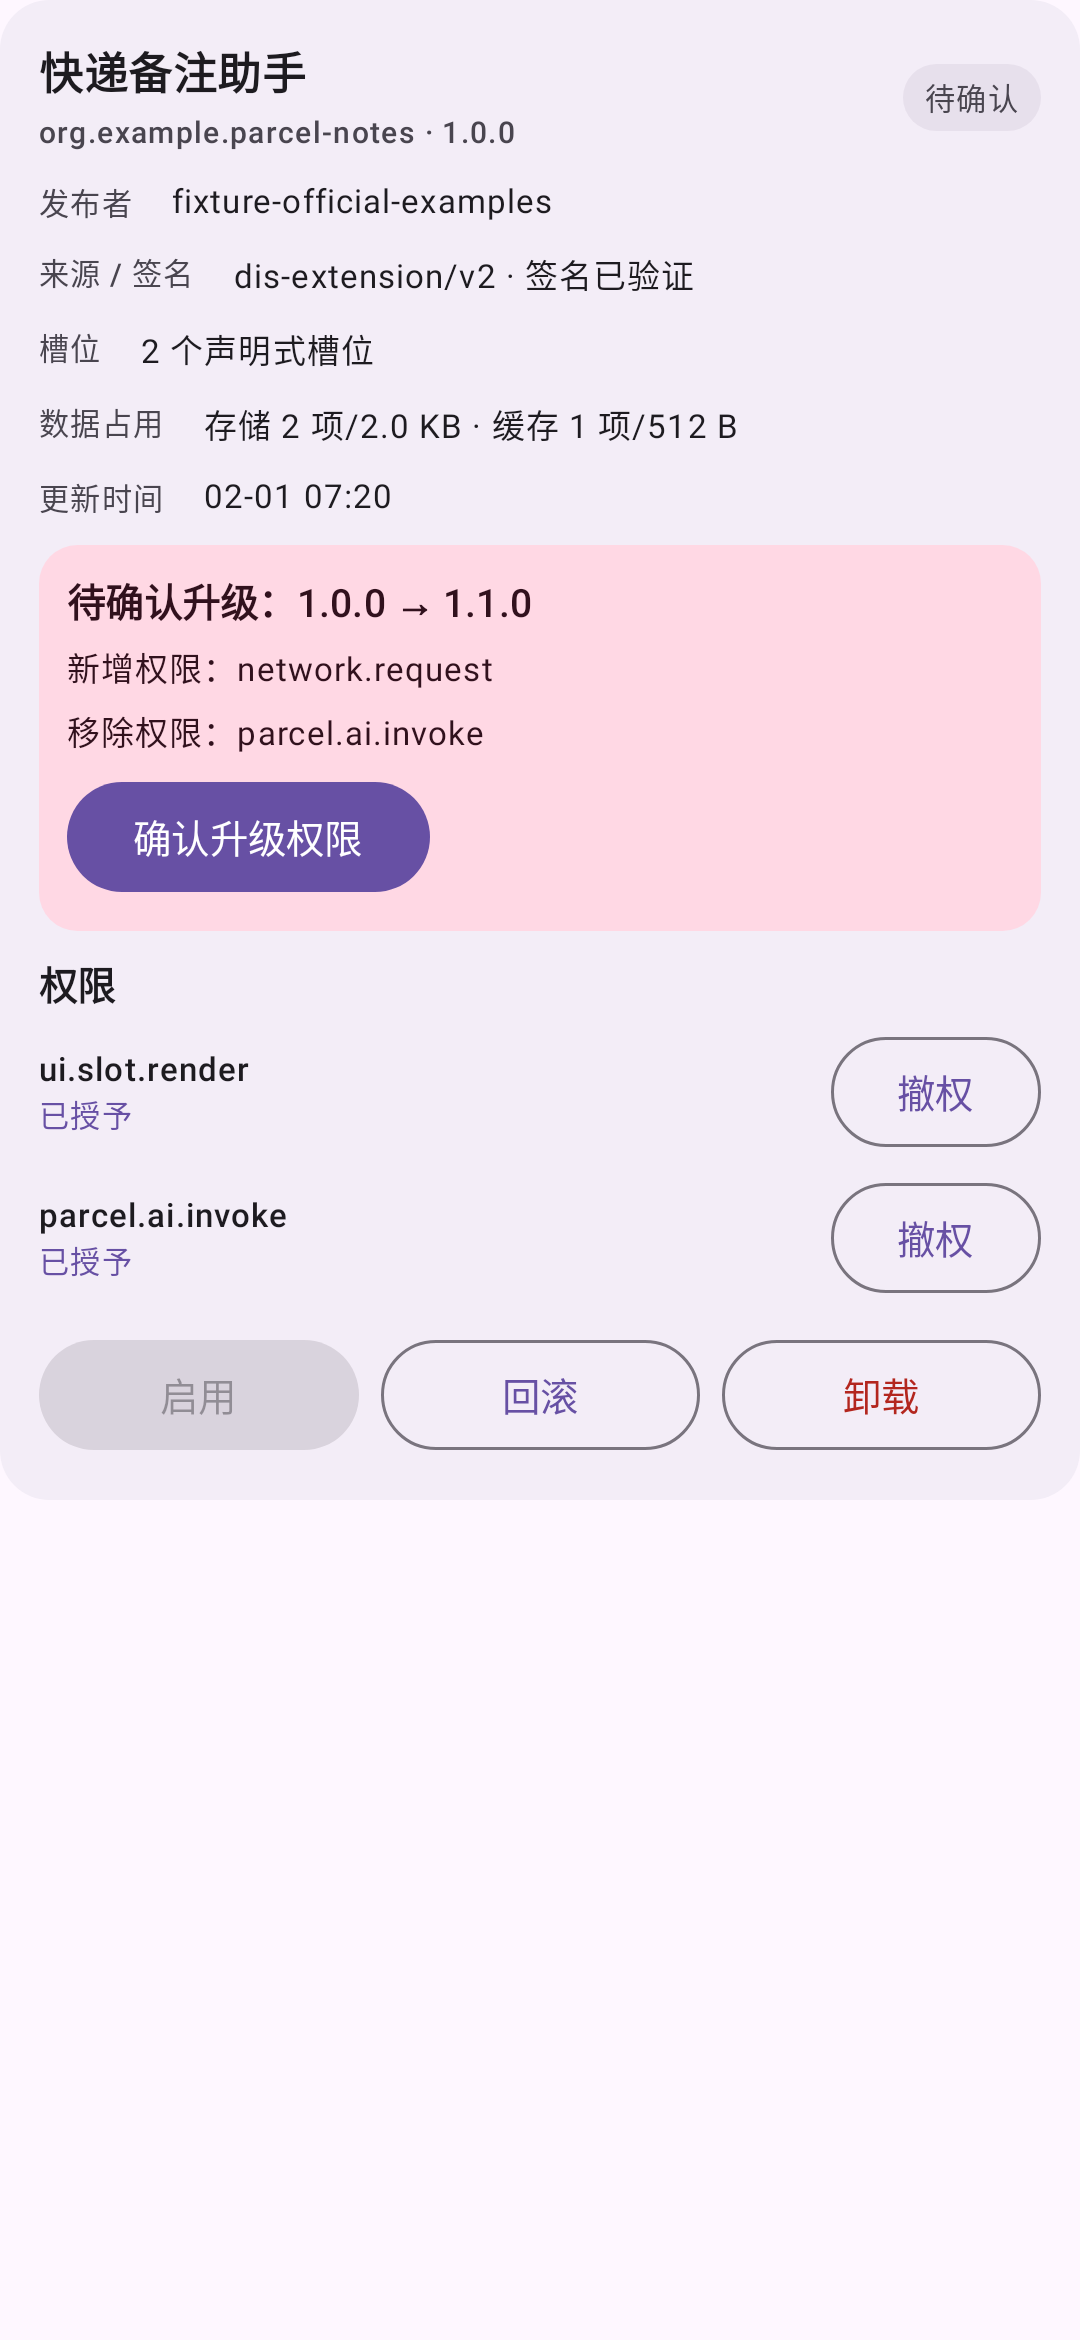 快递备注助手
待确认
org.example.parcel-notes · 1.0.0
发布者 fixture-official-examples
来源 / 签名 dis-extension/v2 · 签名已验证
槽位 2 个声明式槽位
数据占用 存储 2 项/2.0 KB · 缓存 1 项/512 B
更新时间 02-01 07:20
待确认升级：1.0.0 → 1.1.0
新增权限：network.request
移除权限：parcel.ai.invoke
确认升级权限
权限
ui.slot.render
已授予
撤权
parcel.ai.invoke
已授予
撤权
启用 回滚 卸载